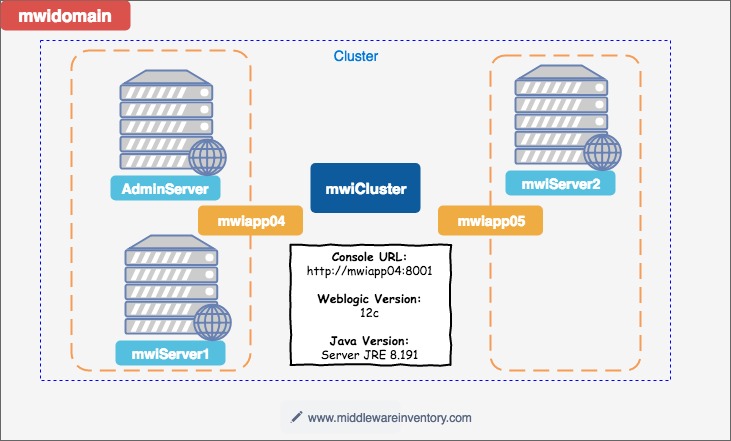 mwidomain
Cluster
AdminServer
mwiServer2
mwiCluster
mwiapp04
mwiapp05
Console URL:
http://mwiapp04:8001
Weblogic Version:
12c
Java Version:
Server JRE 8.191
mwiServer1
www.middlewareinventory.com